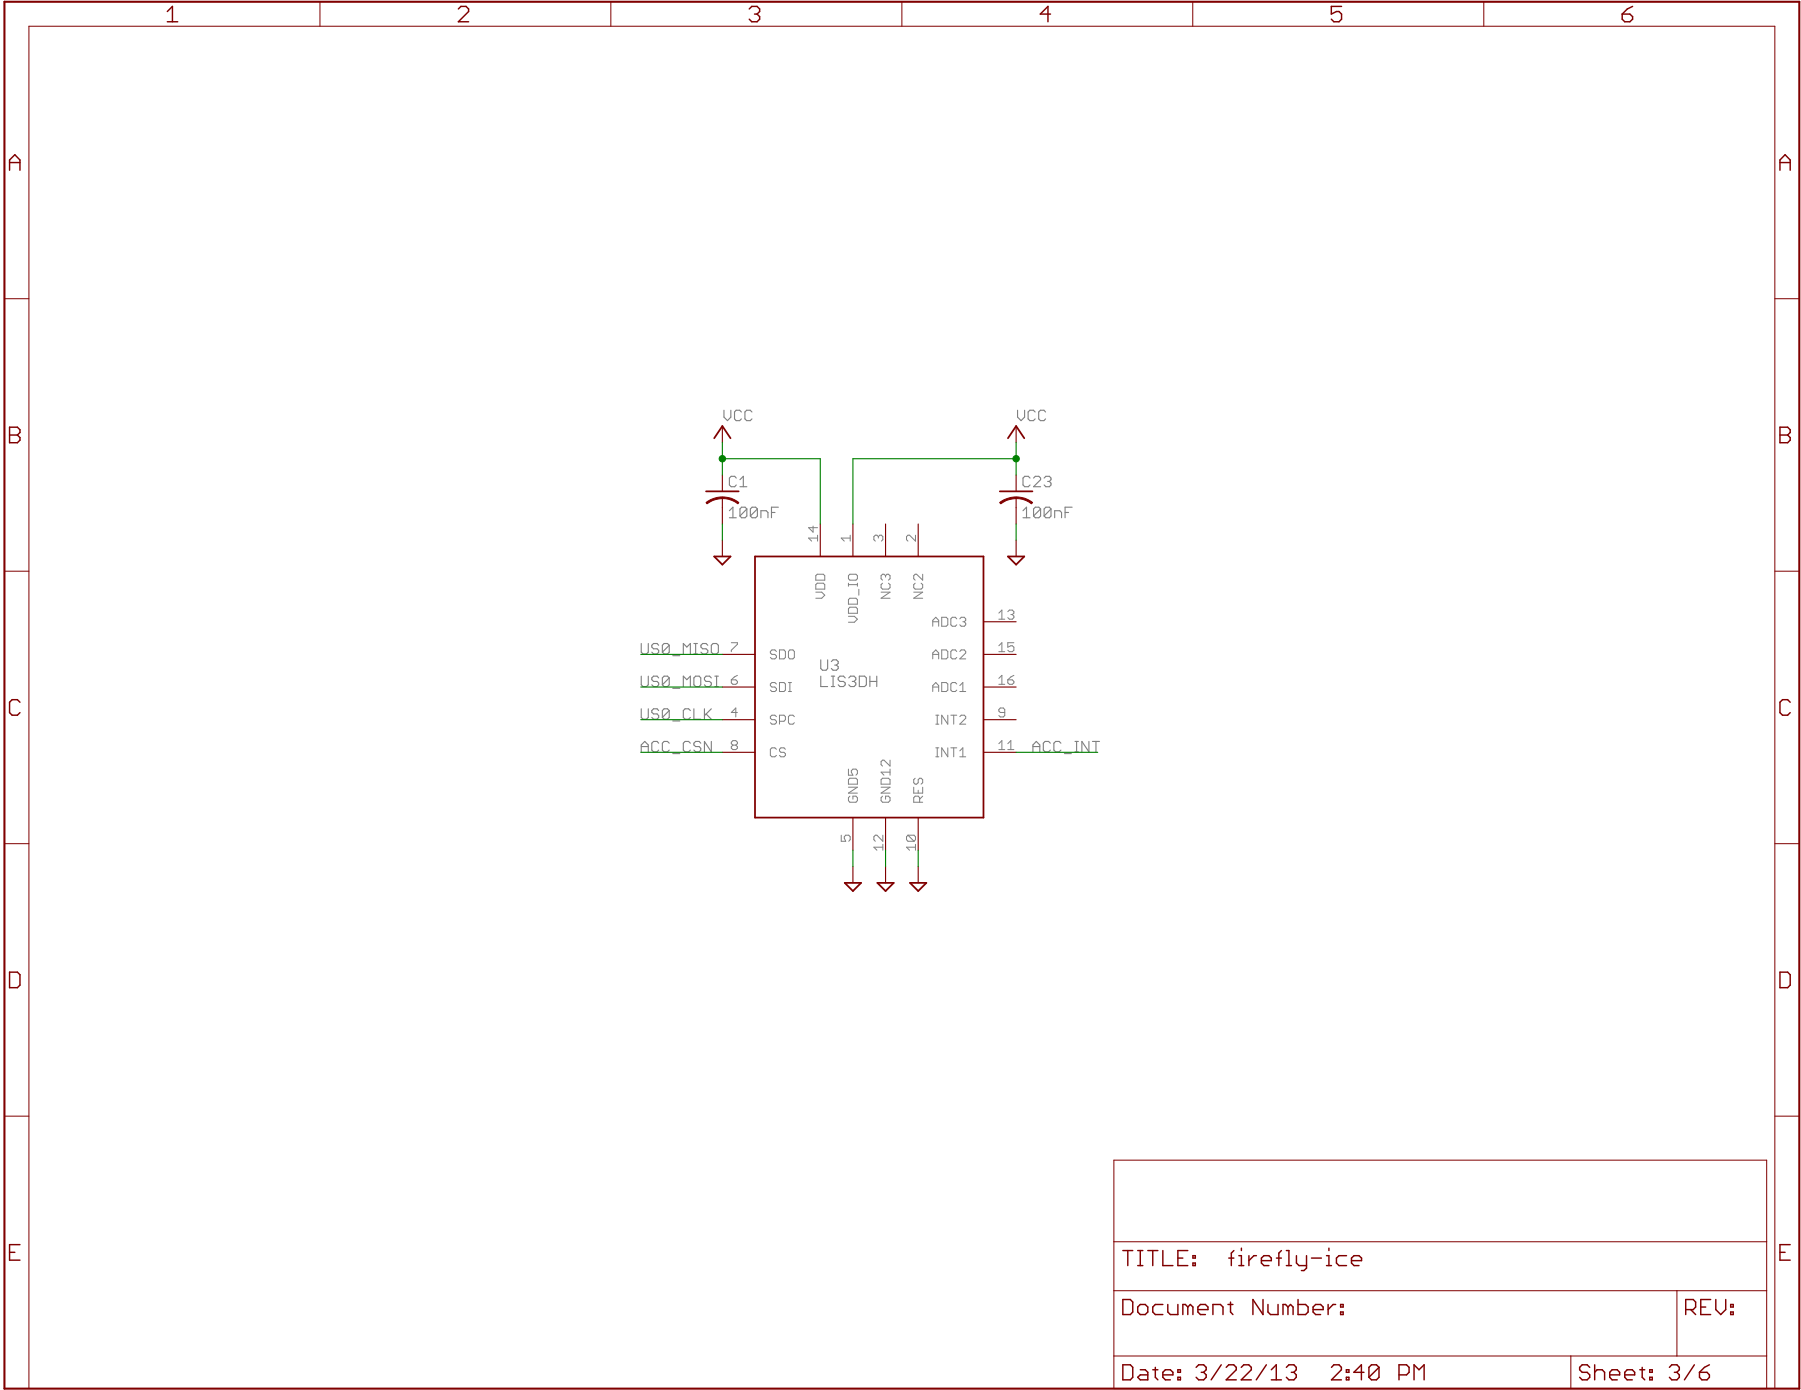 1 2 3 4 5 6
A A
B B
C C
D D
E E
VCC VCC
C1 C23
100nF 100nF
14 1 3 2
VDD VDD_IO NC3 NC2
ADC3 13
US0_MISO 7 SDO ADC2 15
U3
US0_MOSI 6 SDI LIS3DH ADC1 16
US0_CLK 4 SPC INT2 9
ACC_CSN 8 CS INT1 11 ACC_INT
GND5 GND12 RES
5 12 10
TITLE: firefly-ice
Document Number: REV:
Date: 3/22/13 2:40 PM Sheet: 3/6